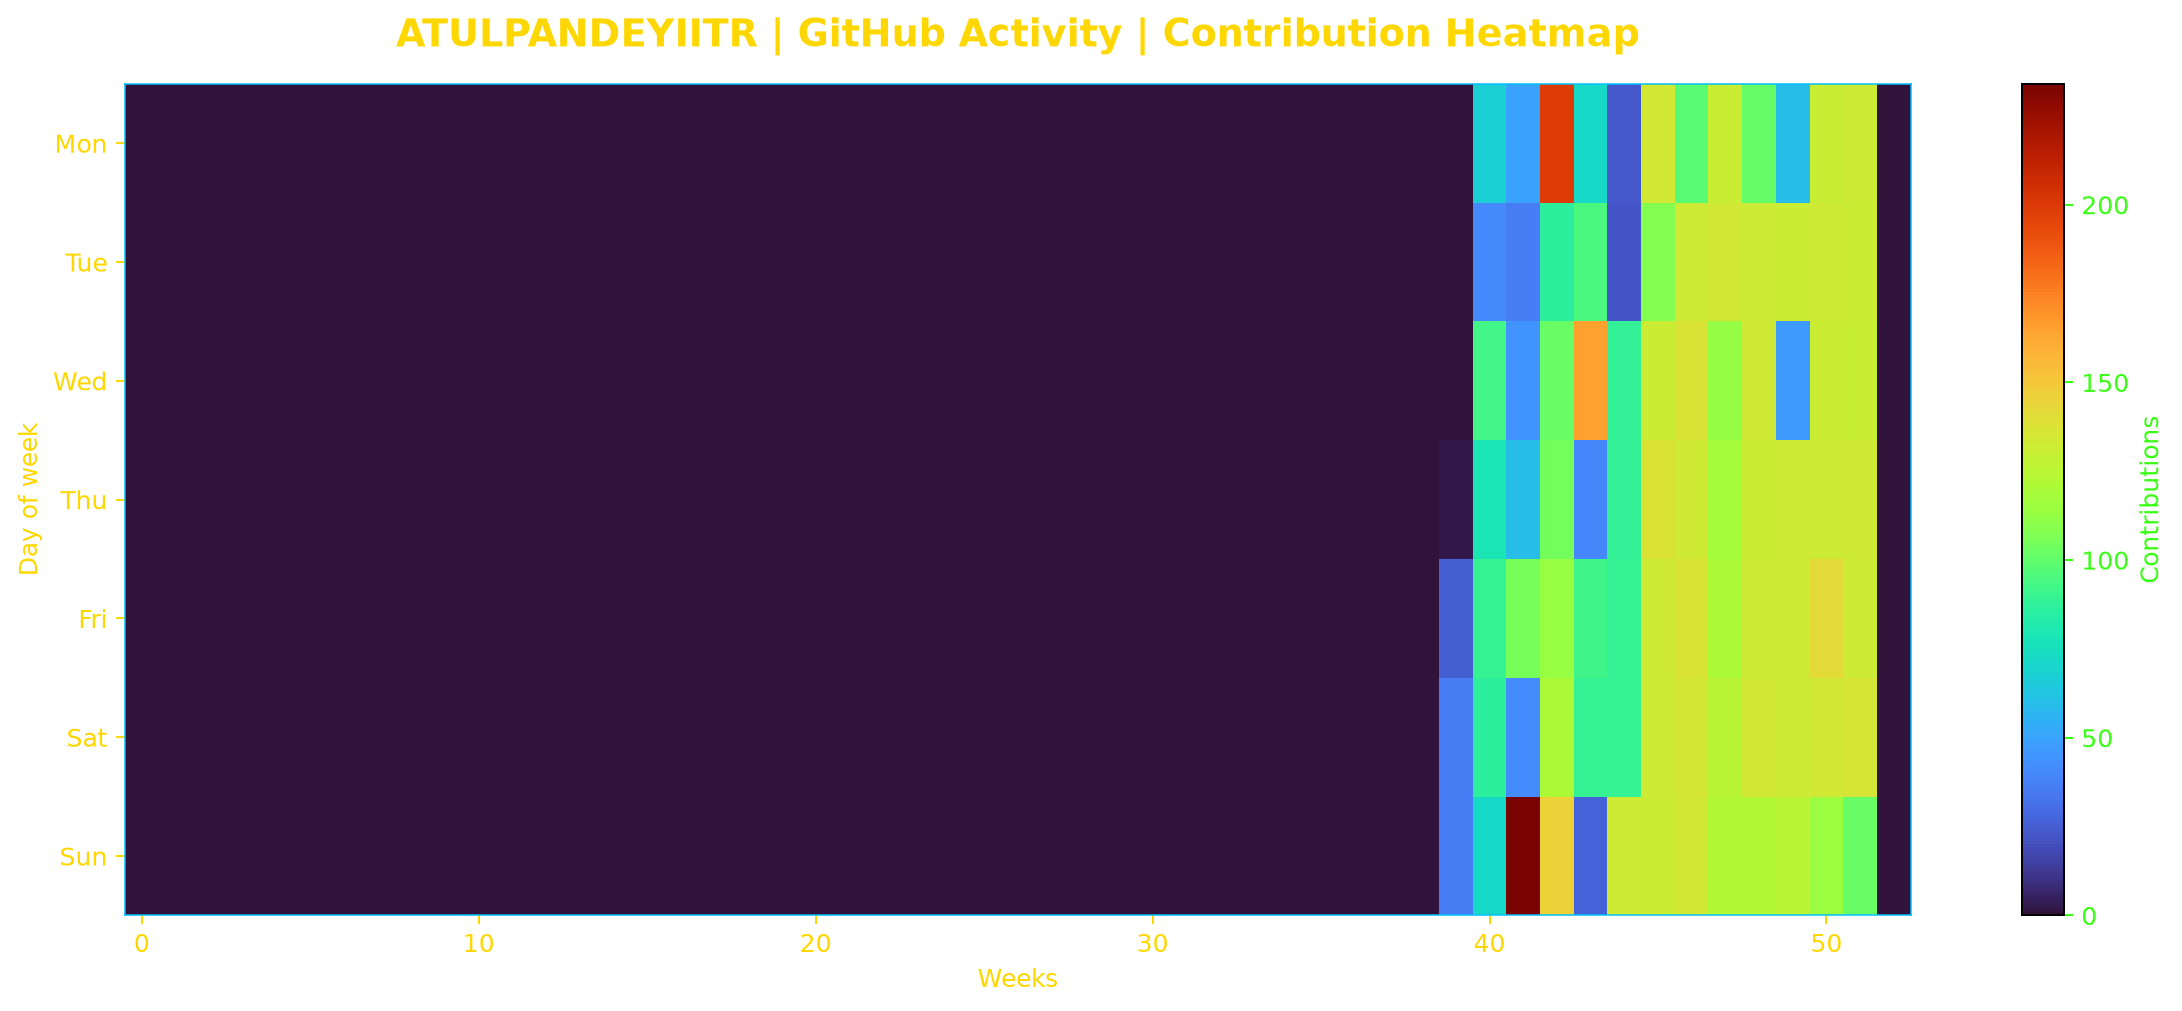 ATULPANDEYIITR | GitHub Activity | Contribution Heatmap
Day of week
Mon
Tue
Wed
Thu
Fri
Sat
Sun
0 10 20 30 40 50
Weeks
200
150
100
50
0
Contributions